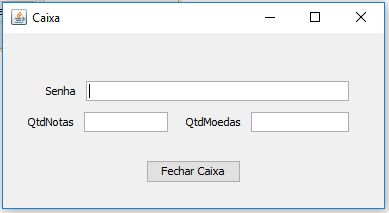 Caixa
Senha
QtdNotas QtdMoedas
Fechar Caixa